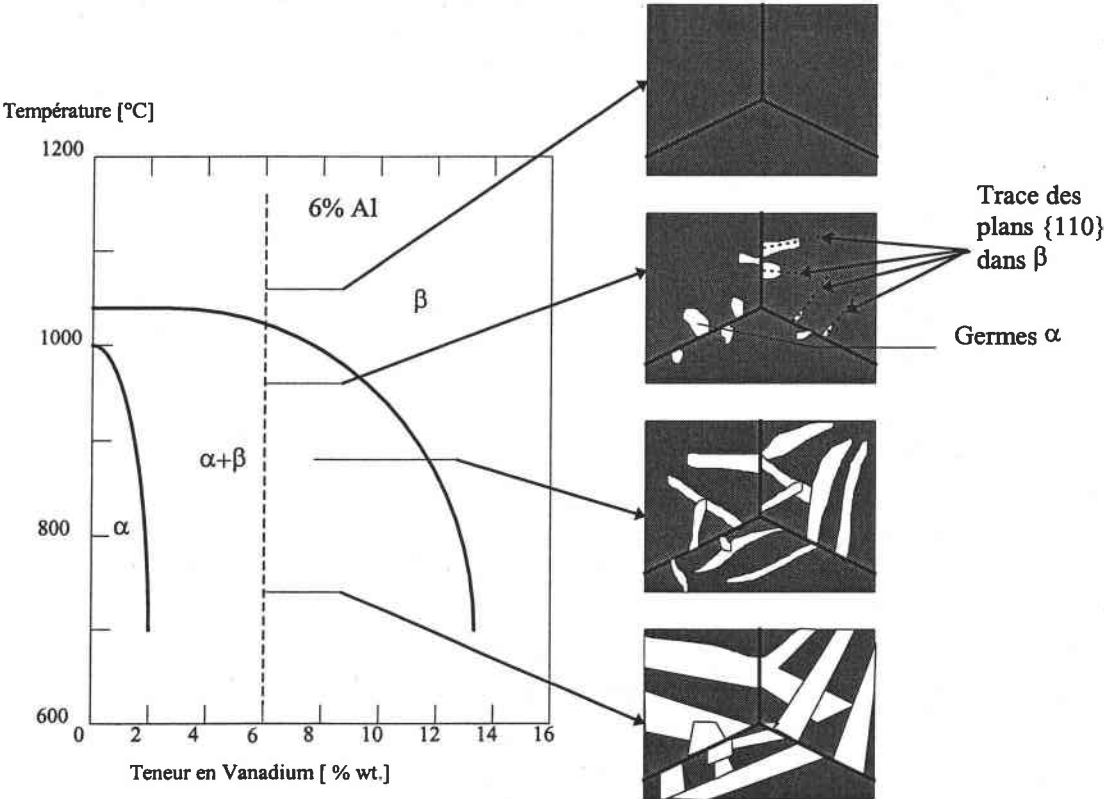 Température [°C]
1200
1000
800
600
0 2 4 6 8 10 12 14 16
Teneur en Vanadium [ % wt.]
6% Al
β
α+β
α
Trace des
plans {110}
dans β
Germes α